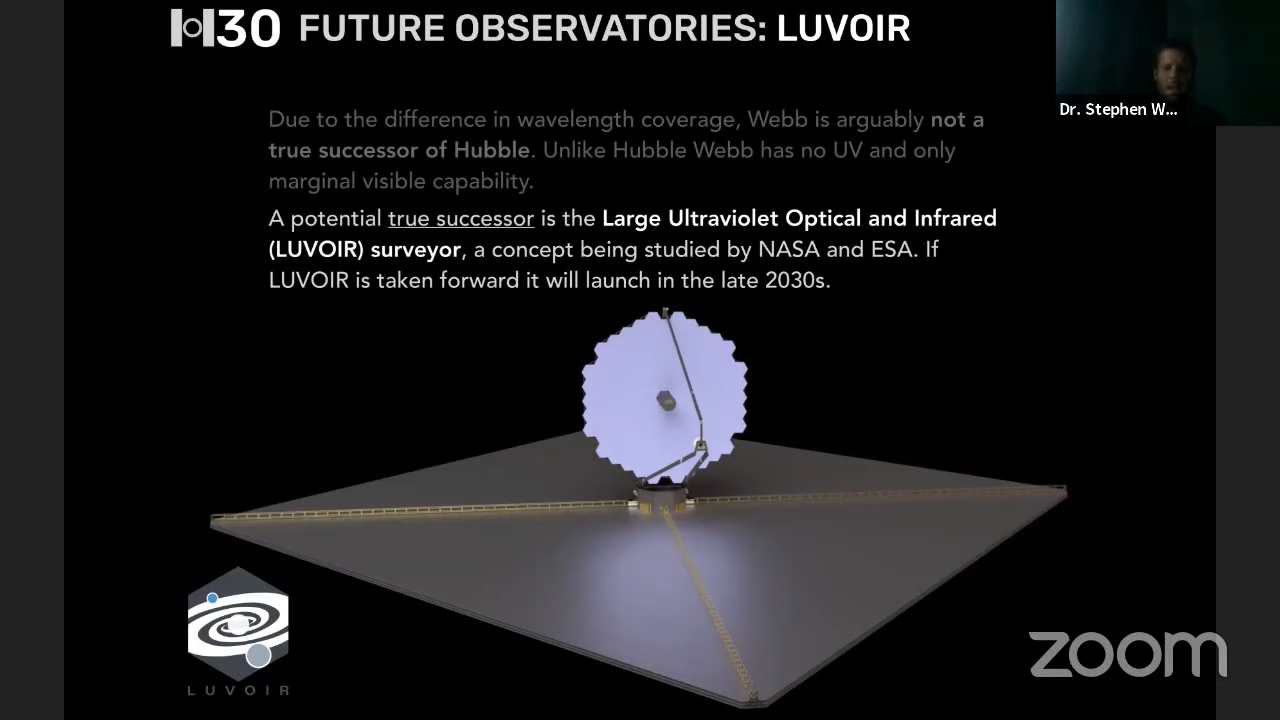 H30 FUTURE OBSERVATORIES: LUVOIR
Dr. Stephen W...
Due to the difference in wavelength coverage, Webb is arguably not a
true successor of Hubble. Unlike Hubble Webb has no UV and only
marginal visible capability.
A potential true successor is the Large Ultraviolet Optical and Infrared
(LUVOIR) surveyor, a concept being studied by NASA and ESA. If
LUVOIR is taken forward it will launch in the late 2030s.
LUVOIR
zoom